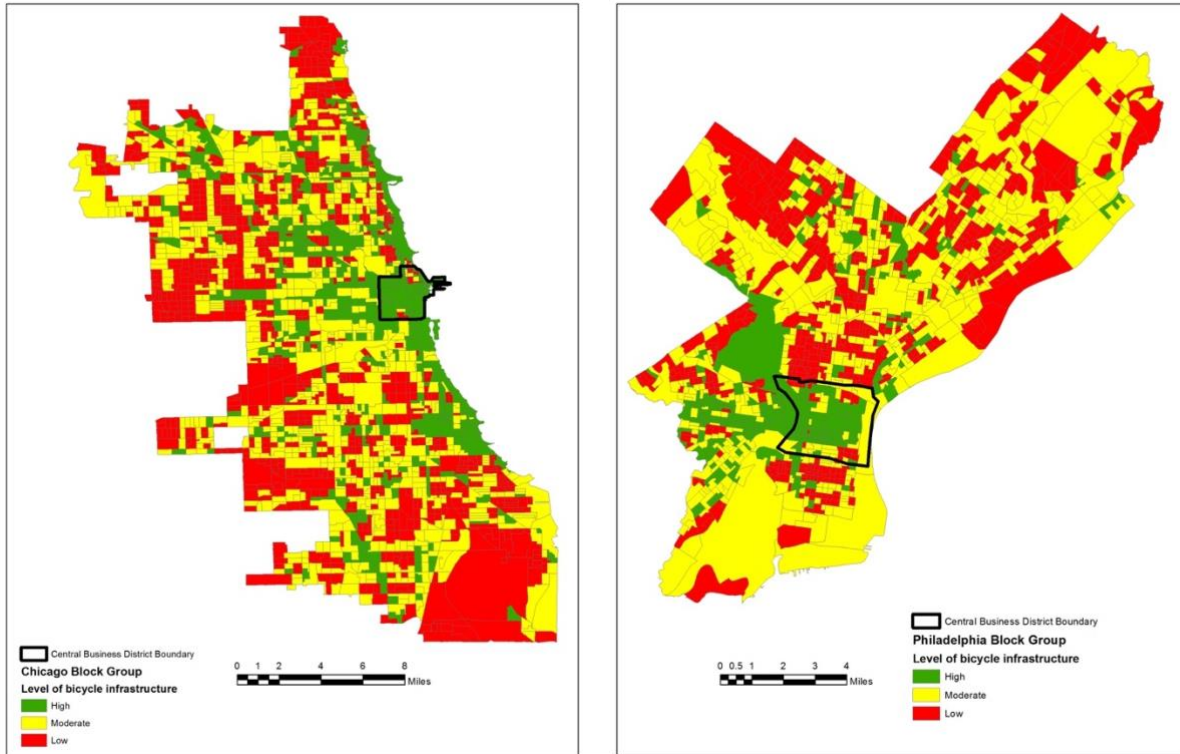 Central Business District Boundary
Chicago Block Group
Level of bicycle infrastructure
High
Moderate
Low
0 1 2 4 6 8
Miles
Central Business District Boundary
Philadelphia Block Group
Level of bicycle infrastructure
High
Moderate
Low
0 0.5 1 2 3 4
Miles